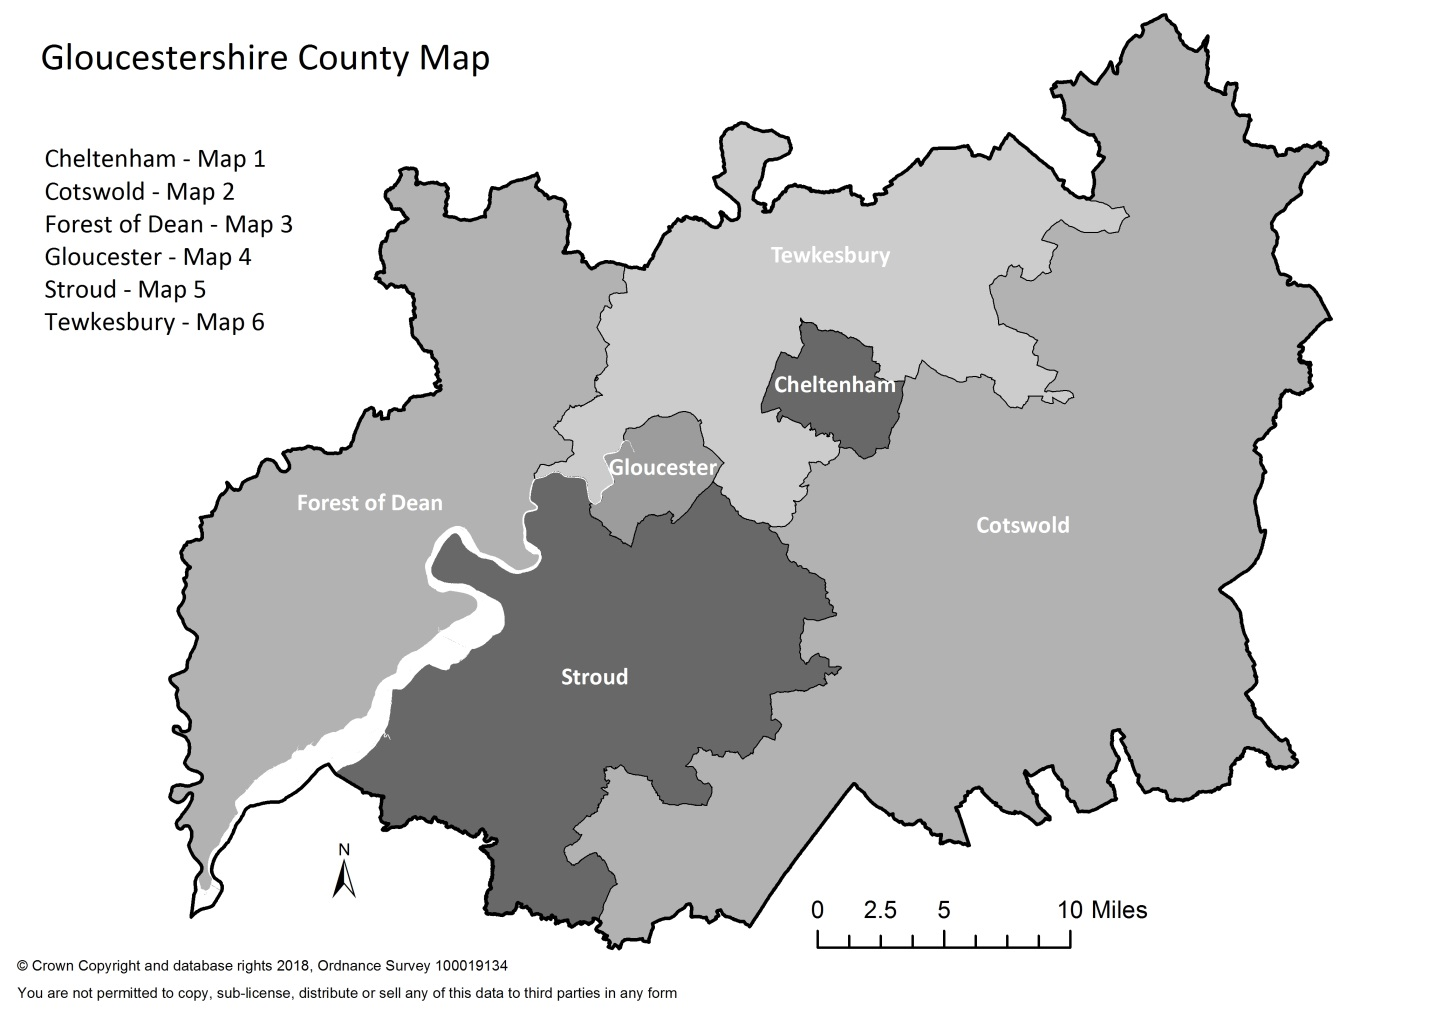 Gloucestershire County Map
Cheltenham - Map 1
Cotswold - Map 2
Forest of Dean - Map 3
Gloucester - Map 4
Stroud - Map 5
Tewkesbury - Map 6
Tewkesbury
Cheltenham
Gloucester
Forest of Dean
Cotswold
Stroud
N
0 2.5 5 10 Miles
© Crown Copyright and database rights 2018, Ordnance Survey 100019134
You are not permitted to copy, sub-license, distribute or sell any of this data to third parties in any form